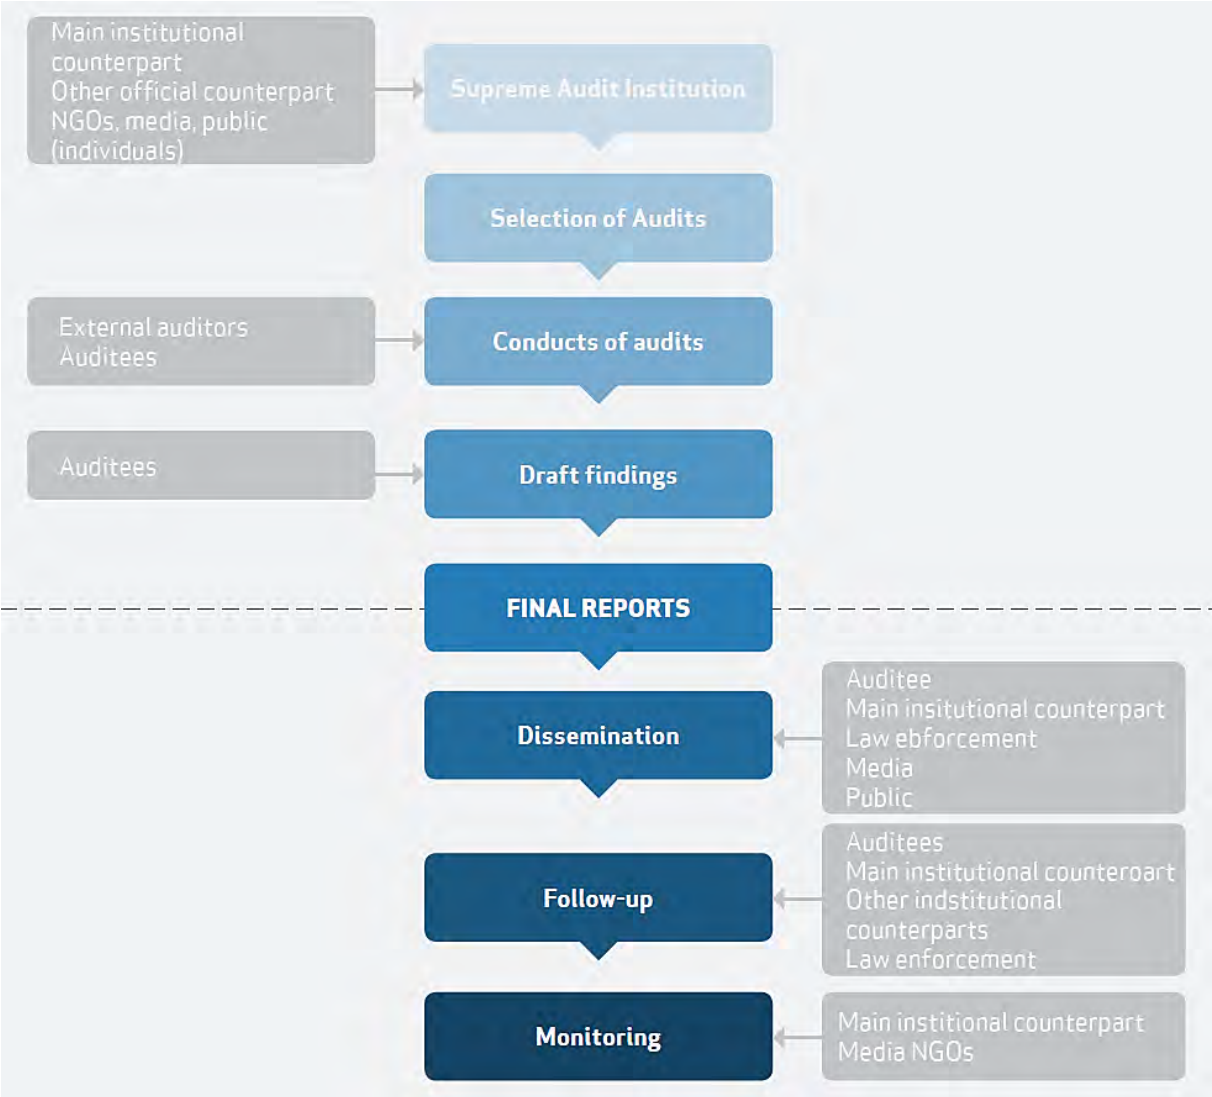 Main institutional
counterpart
Other official counterpart
NGOs, media, public
(individuals)
Supreme Audit Institution
Selection of Audits
External auditors
Auditees
Conducts of audits
Auditees
Draft findings
FINAL REPORTS
Dissemination
Auditee
Main insitutional counterpart
Law ebforcement
Media
Public
Follow-up
Auditees
Main institutional counteroart
Other indstitutional
counterparts
Law enforcement
Monitoring
Main institional counterpart
Media NGOs